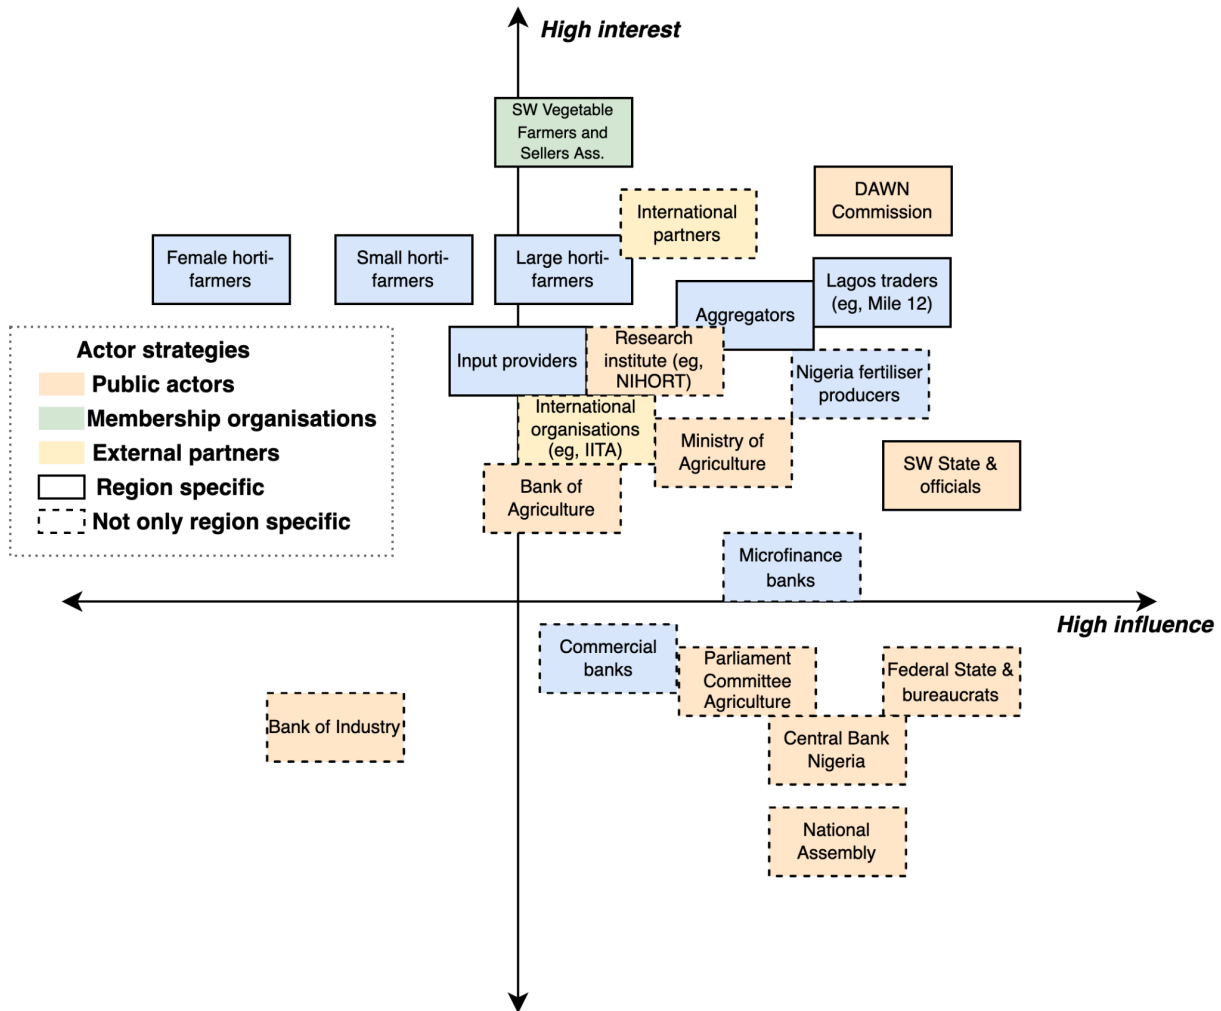 High interest
SW Vegetable
Farmers and
Sellers Ass.
DAWN
Commission
International
partners
Female horti-
farmers
Small horti-
farmers
Large horti-
farmers
Lagos traders
(eg, Mile 12)
Aggregators
Input providers
Research
institute (eg,
NIHORT)
Nigeria fertiliser
producers
International
organisations
(eg, IITA)
Ministry of
Agriculture
SW State &
officials
Bank of
Agriculture
Microfinance
banks
Actor strategies
Public actors
Membership organisations
External partners
Region specific
Not only region specific
High influence
Commercial
banks
Parliament
Committee
Agriculture
Federal State &
bureaucrats
Bank of Industry
Central Bank
Nigeria
National
Assembly